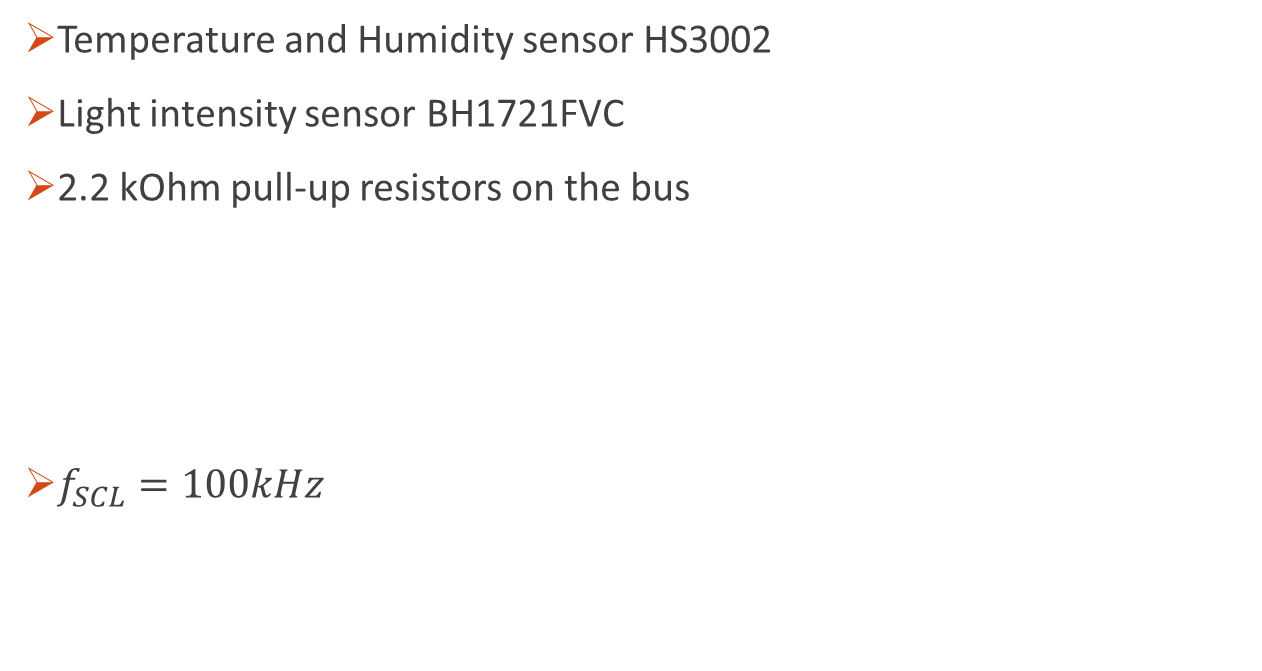 ➢Temperature and Humidity sensor HS3002
➢Light intensity sensor BH1721FVC
➢2.2 kOhm pull-up resistors on the bus
➢f_SCL = 100kHz